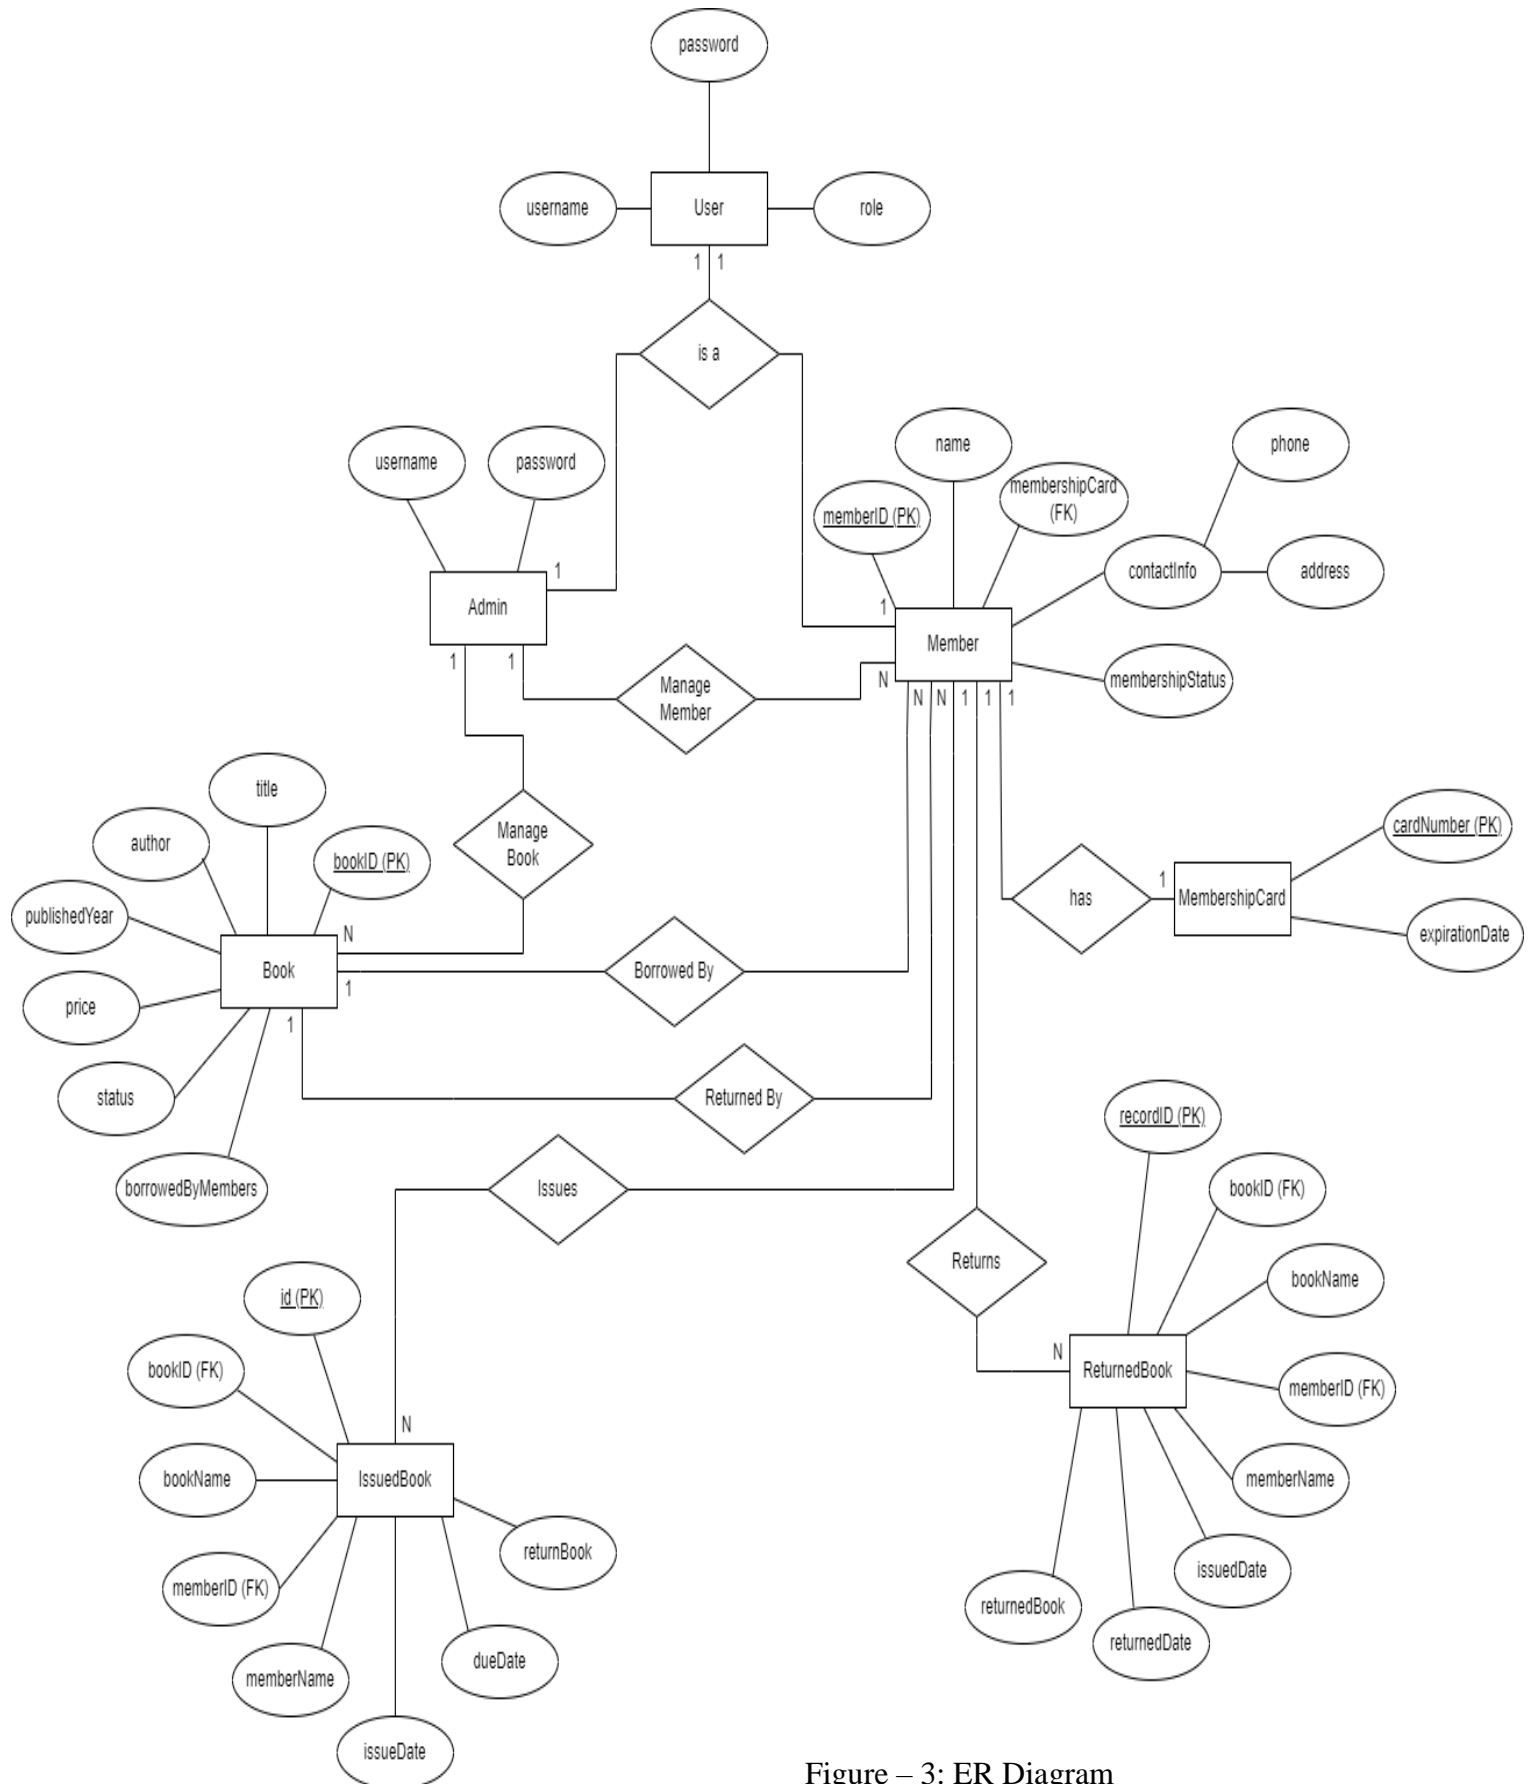 password
username
User
role
1
1
is a
username
password
name
phone
membershipCard
(FK)
memberID (PK)
contactInfo
address
1
Admin
1
Member
membershipStatus
1
1
Manage
Member
N
N
N
1
1
1
title
author
bookID (PK)
Manage
Book
publishedYear
cardNumber (PK)
1
has
MembershipCard
N
Book
Borrowed By
expirationDate
1
price
1
status
Returned By
recordID (PK)
borrowedByMembers
Issues
bookID (FK)
Returns
bookName
id (PK)
N
ReturnedBook
bookID (FK)
memberID (FK)
N
bookName
IssuedBook
memberName
returnBook
issuedDate
memberID (FK)
returnedBook
returnedDate
dueDate
memberName
issueDate
Figure – 3: ER Diagram